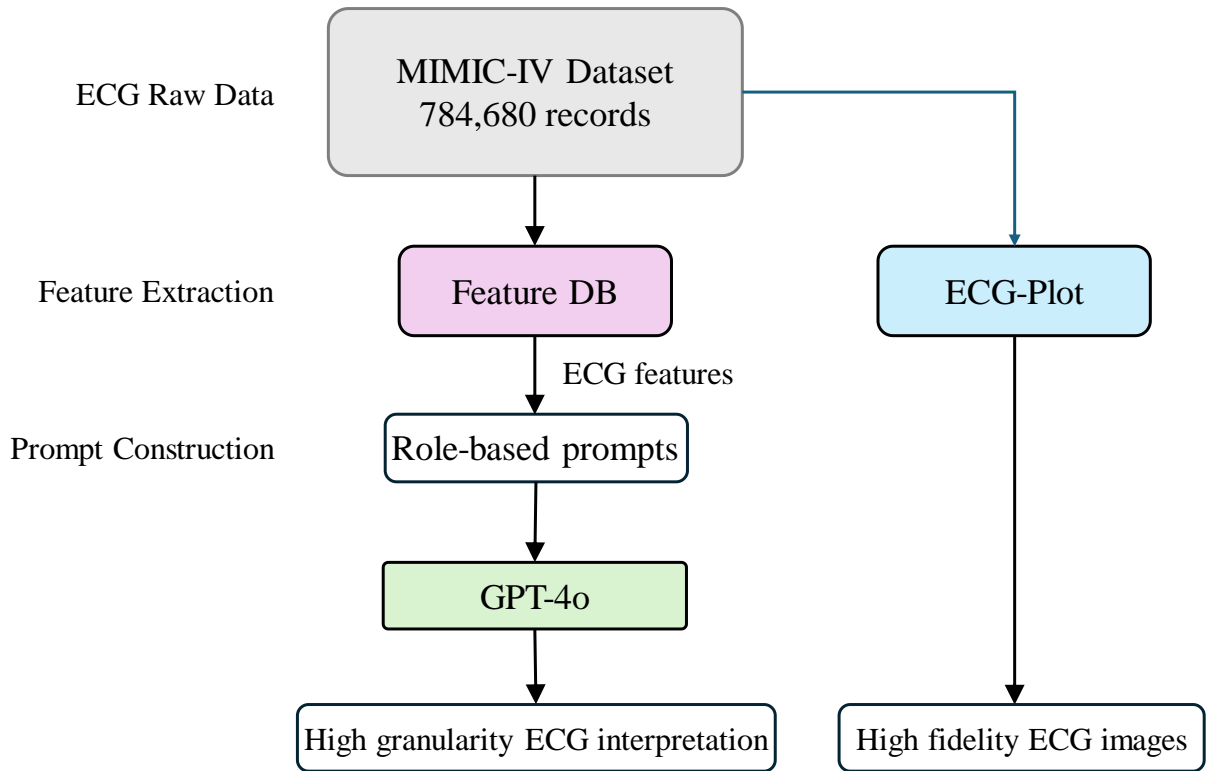 MIMIC-IV Dataset
784,680 records
ECG Raw Data
Feature Extraction
Feature DB
ECG-Plot
ECG features
Prompt Construction
Role-based prompts
GPT-4o
High granularity ECG interpretation
High fidelity ECG images